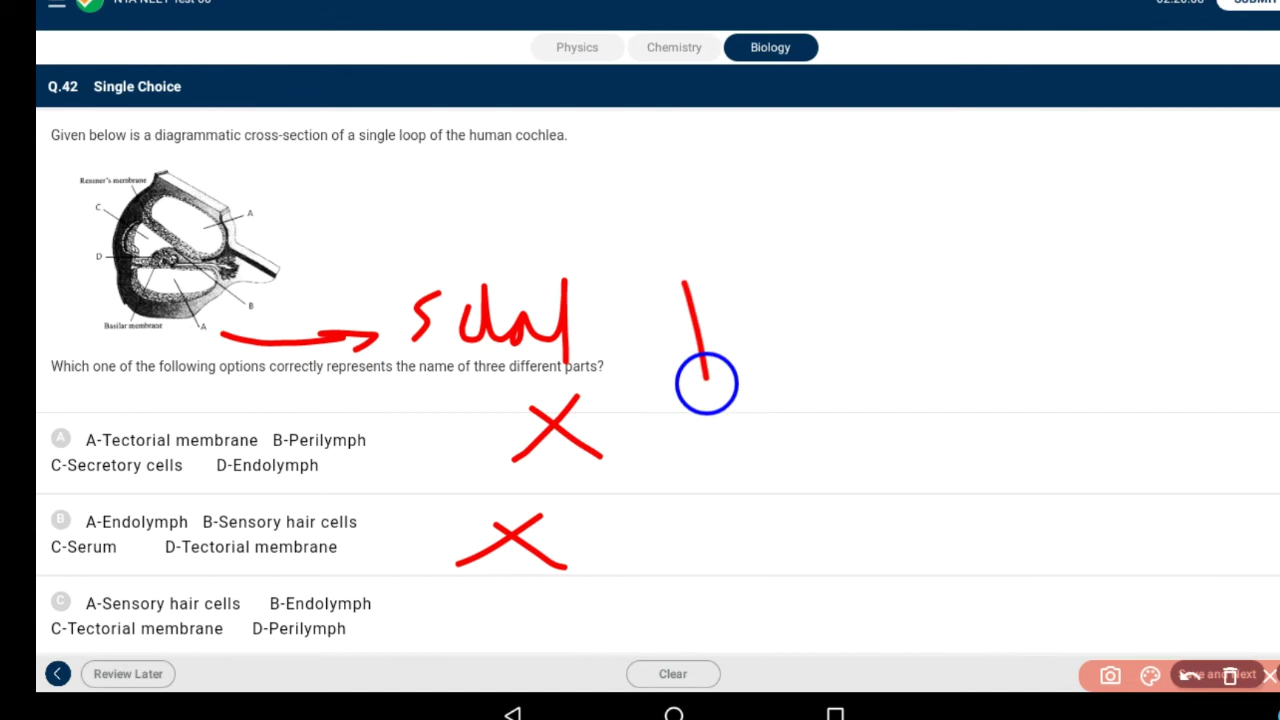 Physics Chemistry Biology
Q.42 Single Choice
Given below is a diagrammatic cross-section of a single loop of the human cochlea.
Ressner's membrane
C
A
D
B
Basilar membrane
A
Which one of the following options correctly represents the name of three different parts?
A A-Tectorial membrane B-Perilymph
C-Secretory cells D-Endolymph
B A-Endolymph B-Sensory hair cells
C-Serum D-Tectorial membrane
C A-Sensory hair cells B-Endolymph
C-Tectorial membrane D-Perilymph
Review Later Clear